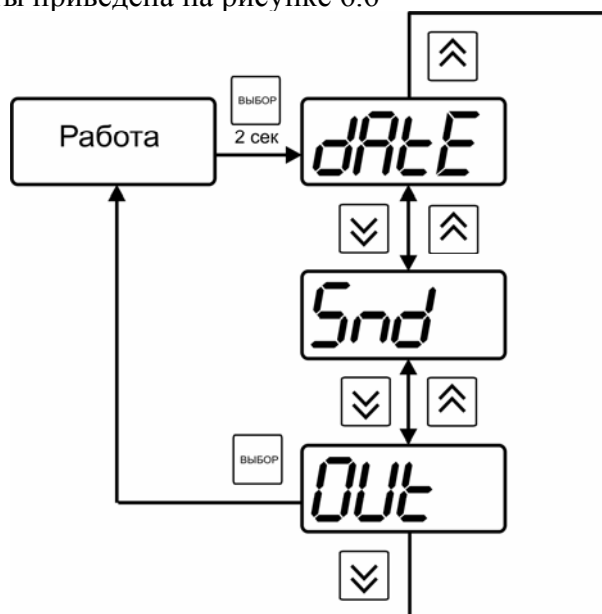 ы приведена на рисунке 6.6
ВЫБОР
Работа
2 сек
dAtE
Snd
ВЫБОР
OUt